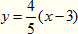 y = 4/5 (x − 3)